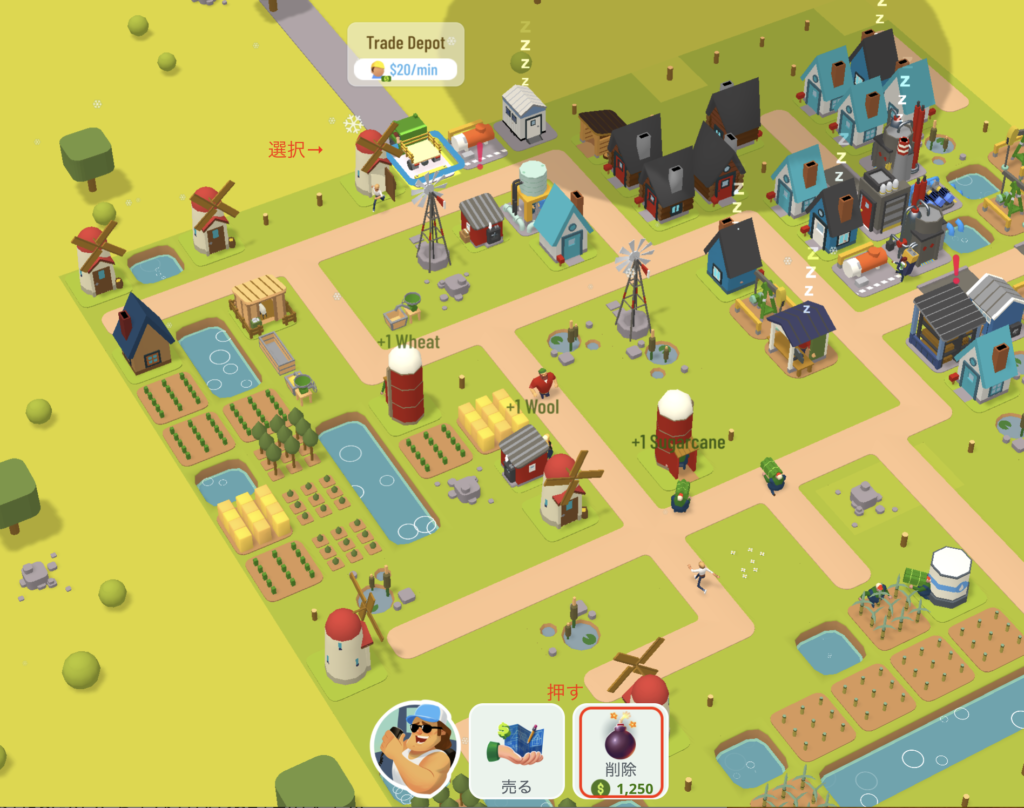 Trade Depot
$20/min
選択→
+1 Wheat
+1 Wool
+1 Sugarcane
押す
売る
削除
$ 1,250